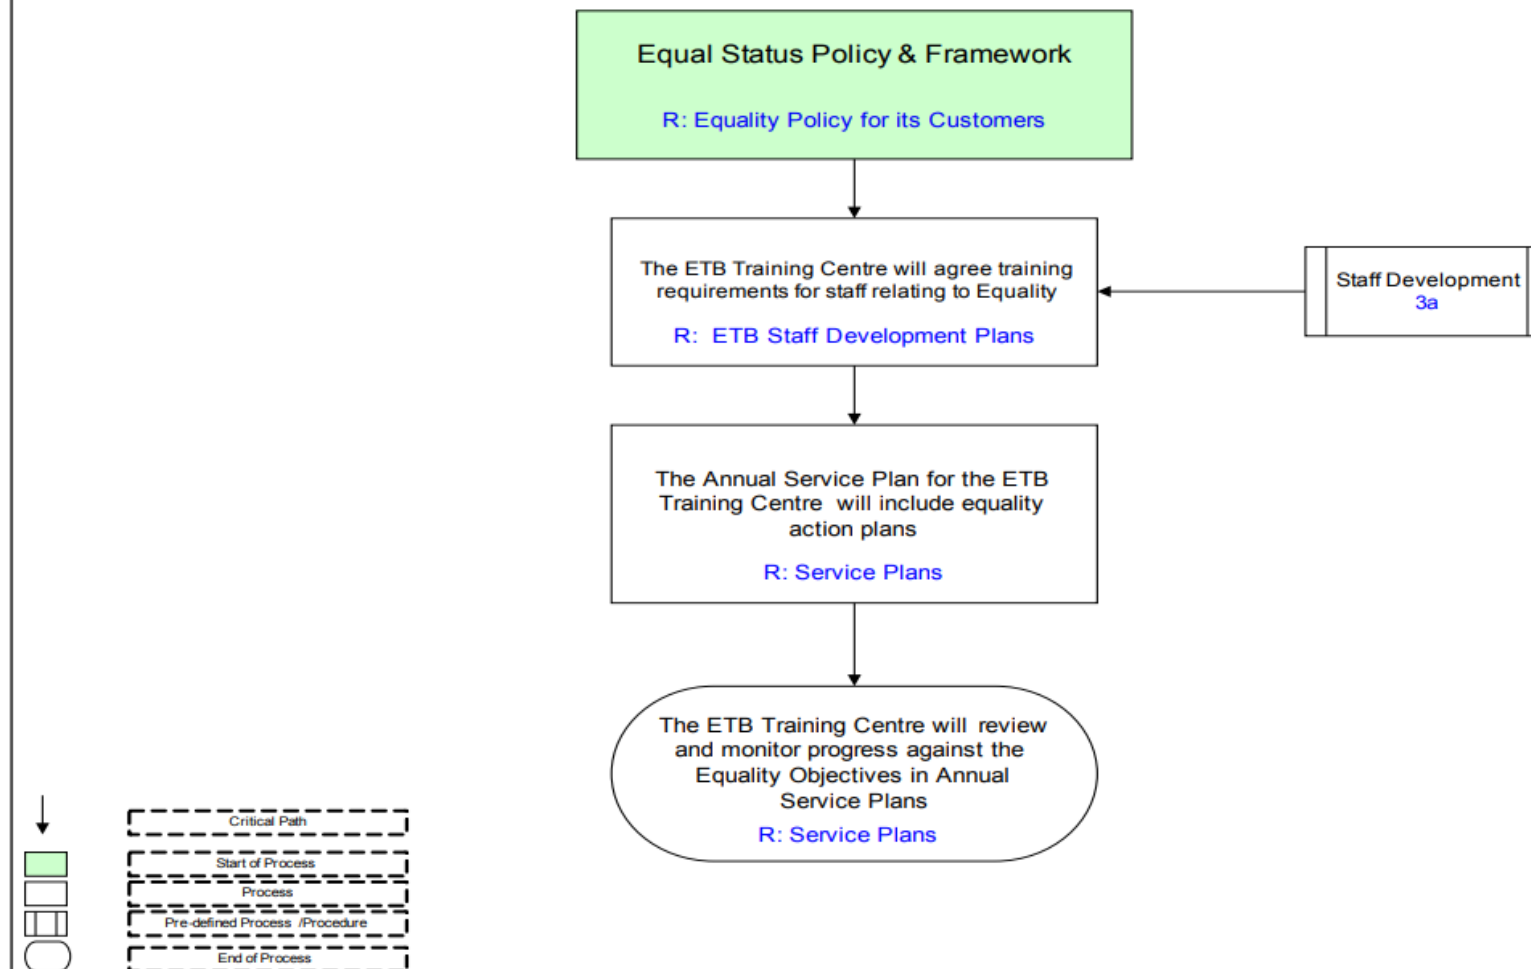 Equal Status Policy & Framework
R: Equality Policy for its Customers
The ETB Training Centre will agree training
requirements for staff relating to Equality
R: ETB Staff Development Plans
Staff Development
3a
The Annual Service Plan for the ETB
Training Centre will include equality
action plans
R: Service Plans
The ETB Training Centre will review
and monitor progress against the
Equality Objectives in Annual
Service Plans
R: Service Plans
Critical Path
Start of Process
Process
Pre-defined Process /Procedure
End of Process